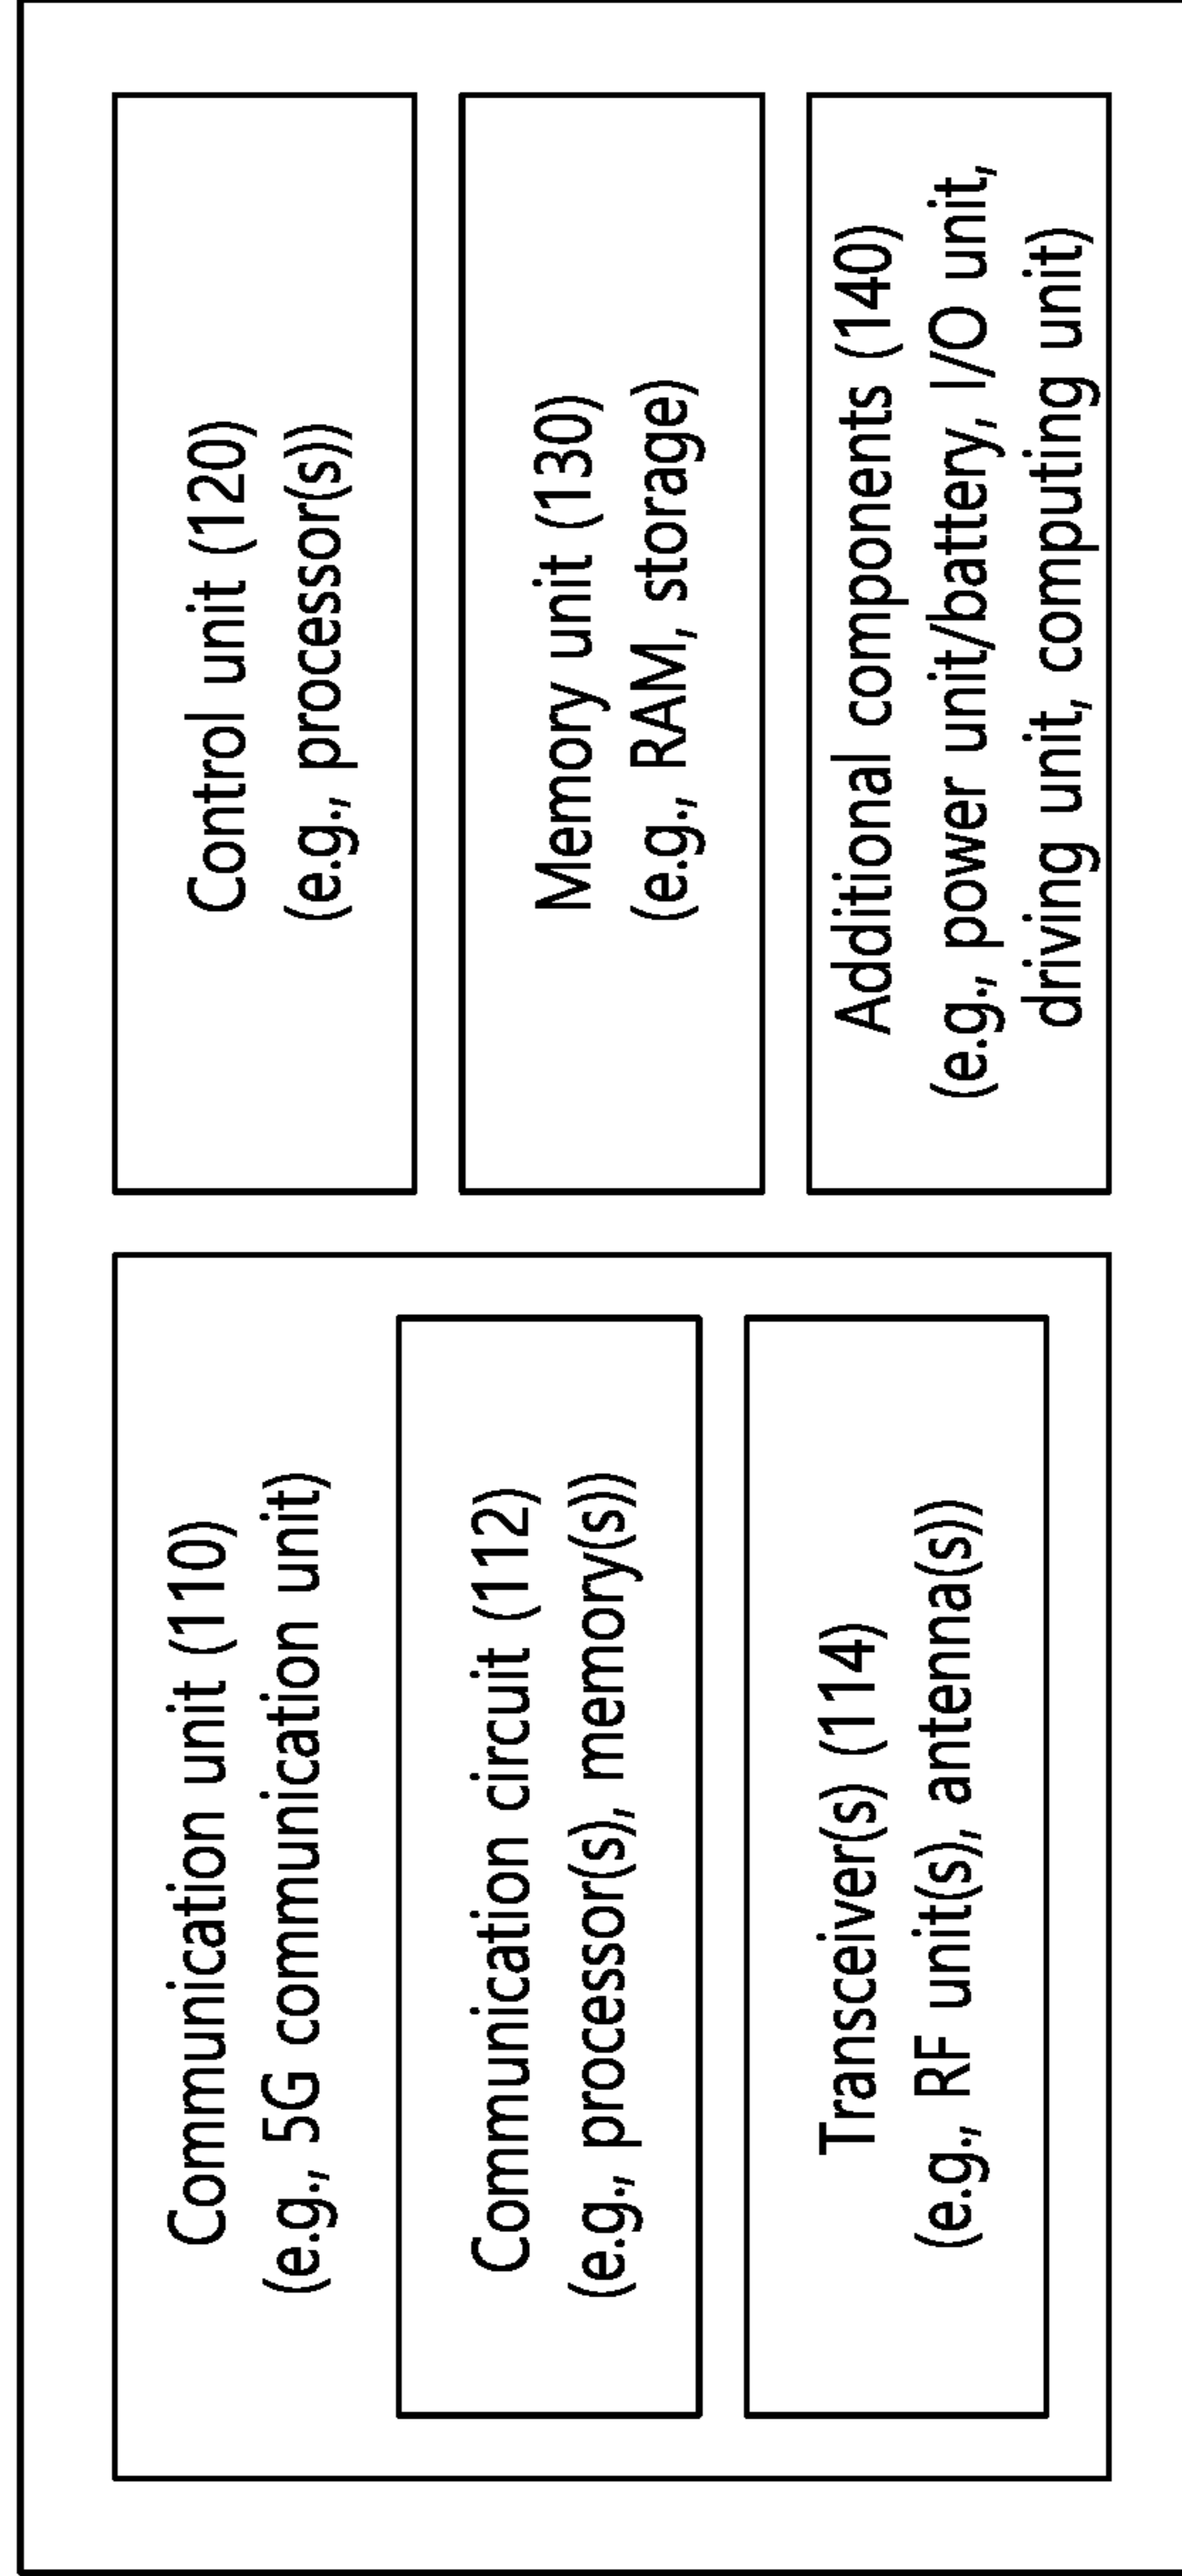 Communication unit (110)
(e.g., 5G communication unit)
Communication circuit (112)
(e.g., processor(s), memory(s))
Transceiver(s) (114)
(e.g., RF unit(s), antenna(s))
Control unit (120)
(e.g., processor(s))
Memory unit (130)
(e.g., RAM, storage)
Additional components (140)
(e.g., power unit/battery, I/O unit,
driving unit, computing unit)